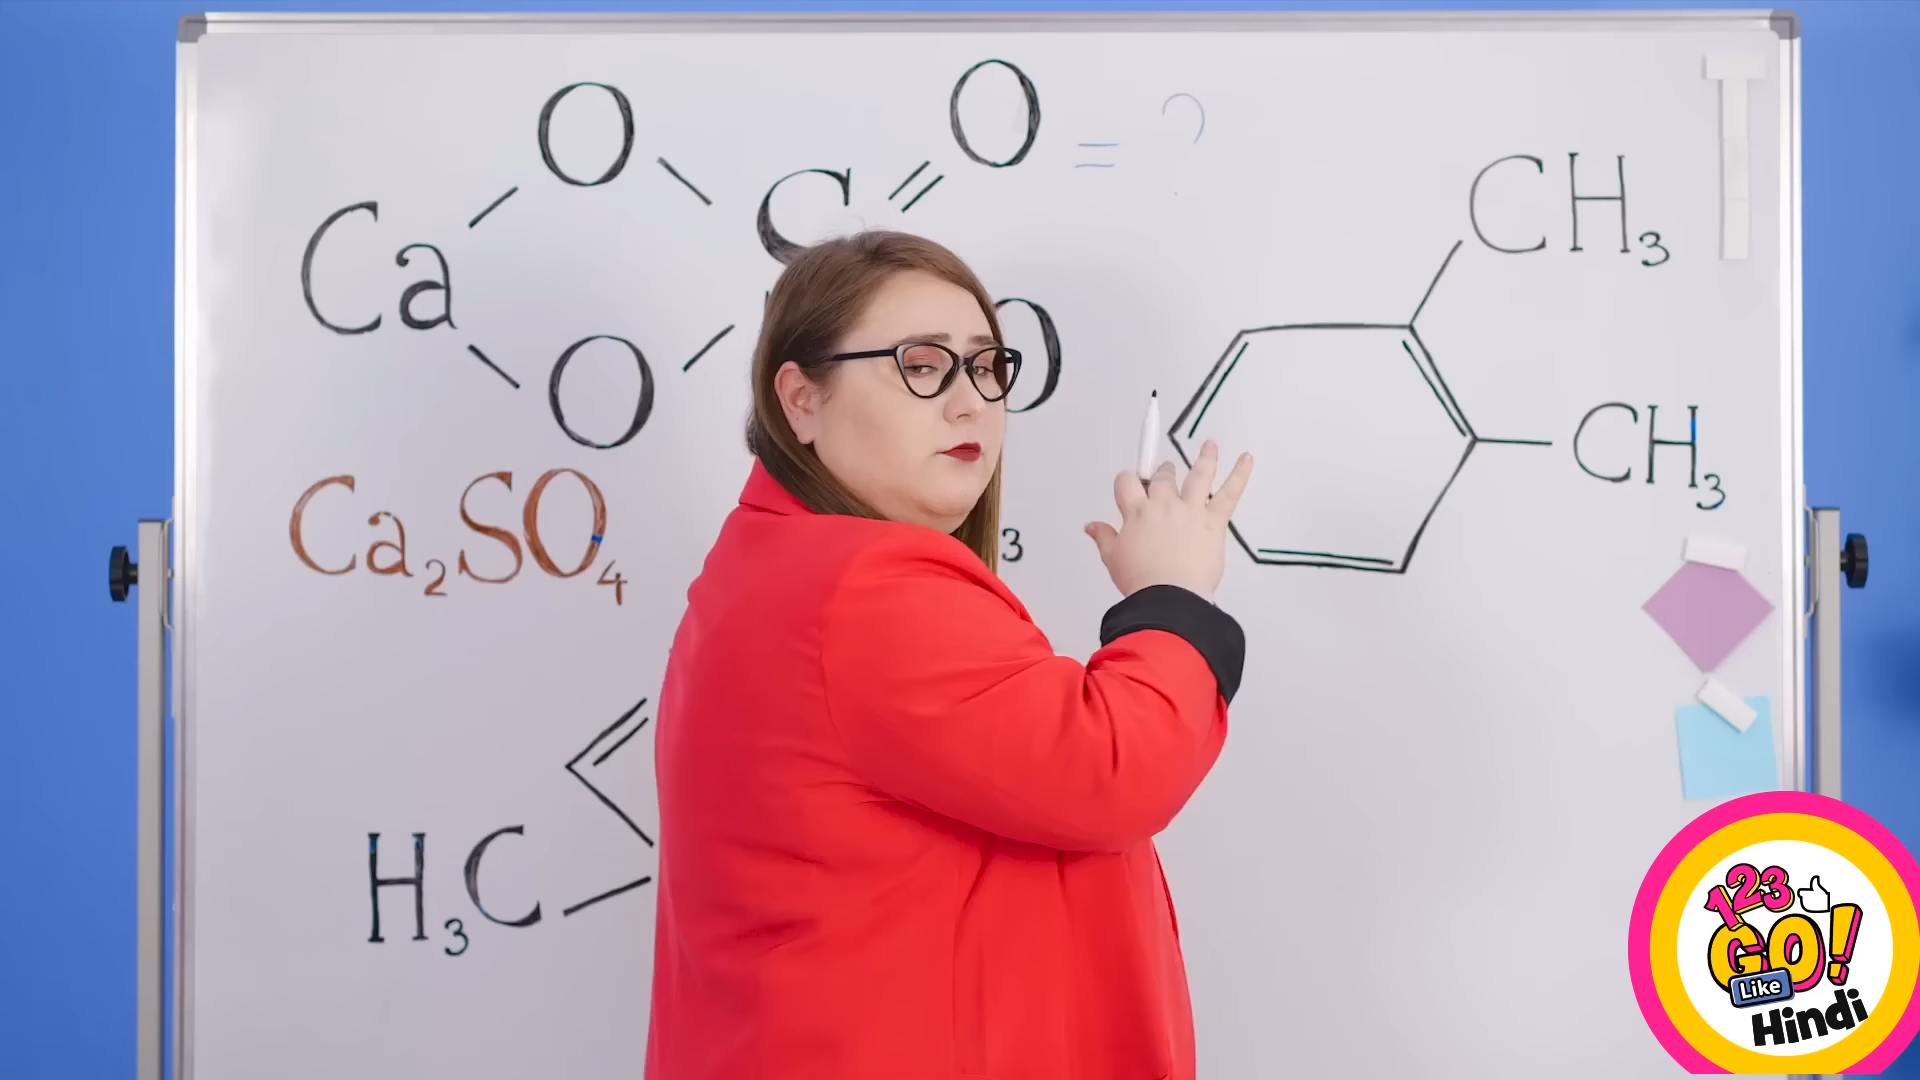 O O = ?
Ca C
O O
CH3
CH3
Ca2SO4
3
H3C
123 GO!
Like
Hindi